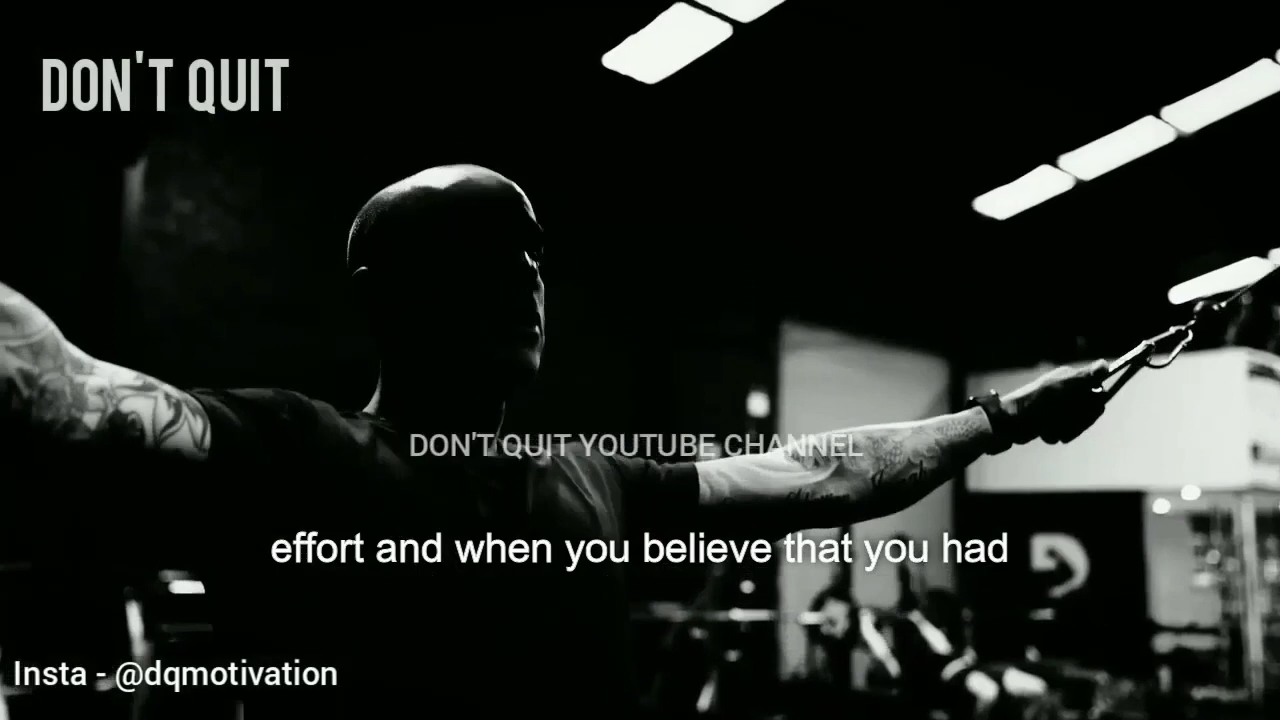 DON'T QUIT
DON'T QUIT YOUTUBE CHANNEL
effort and when you believe that you had
Insta - @dqmotivation